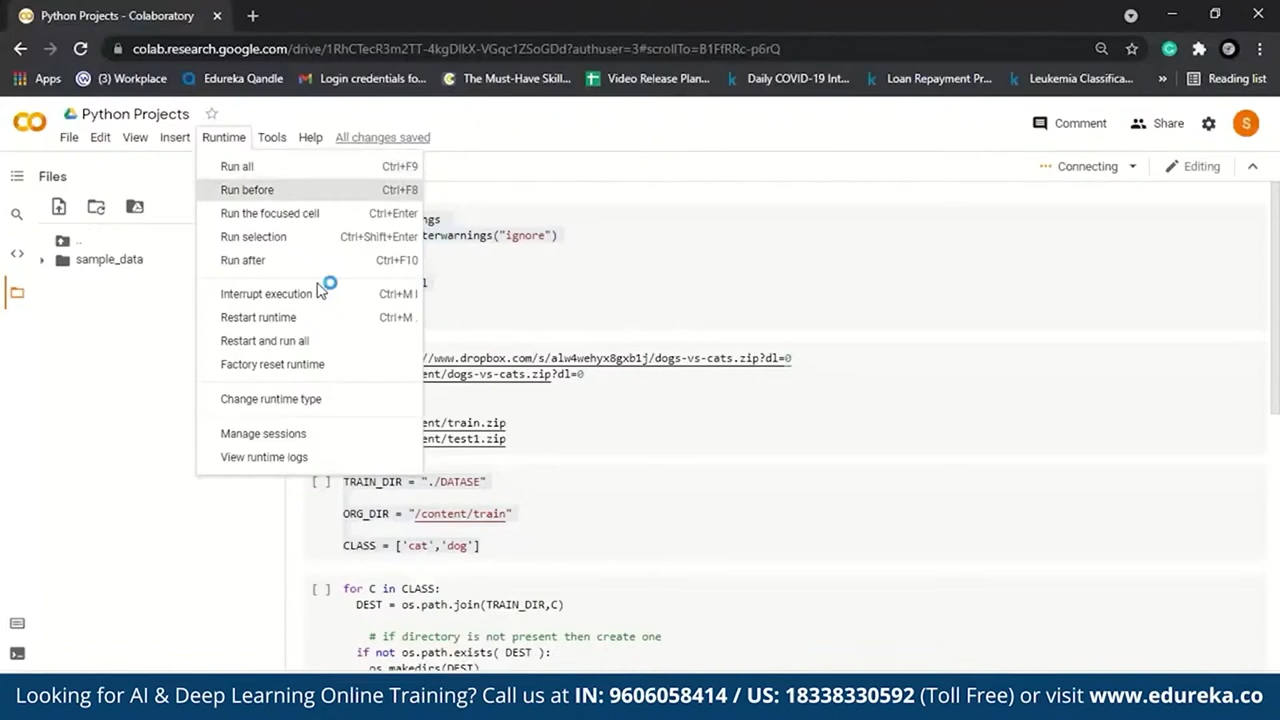 Python Projects - Colaboratory
colab.research.google.com/drive/1RhCTecR3m2TT-4kgDIkX-VGqc1ZSoGDd?authuser=3#scrollTo=B1FfRRc-p6rQ
Apps (3) Workplace Edureka Qandle Login credentials fo... The Must-Have Skill... Video Release Plan... Daily COVID-19 Int... Loan Repayment Pr... Leukemia Classifica... » Reading list
Python Projects
File Edit View Insert Runtime Tools Help All changes saved
Comment Share S
Files
Connecting Editing
Run all Ctrl+F9
Run before Ctrl+F8
Run the focused cell Ctrl+Enter
Run selection Ctrl+Shift+Enter
Run after Ctrl+F10
Interrupt execution Ctrl+M I
Restart runtime Ctrl+M .
Restart and run all
Factory reset runtime
Change runtime type
Manage sessions
View runtime logs
..
sample_data
ngs
terwarnings("ignore")
l
//www.dropbox.com/s/alw4wehyx8gxb1j/dogs-vs-cats.zip?dl=0
ent/dogs-vs-cats.zip?dl=0
ent/train.zip
ent/test1.zip
[ ] TRAIN_DIR = "./DATASE"
ORG_DIR = "/content/train"
CLASS = ['cat','dog']
[ ] for C in CLASS:
DEST = os.path.join(TRAIN_DIR,C)
# if directory is not present then create one
if not os.path.exists( DEST ):
os.makedirs(DEST)
Looking for AI & Deep Learning Online Training? Call us at IN: 9606058414 / US: 18338330592 (Toll Free) or visit www.edureka.co